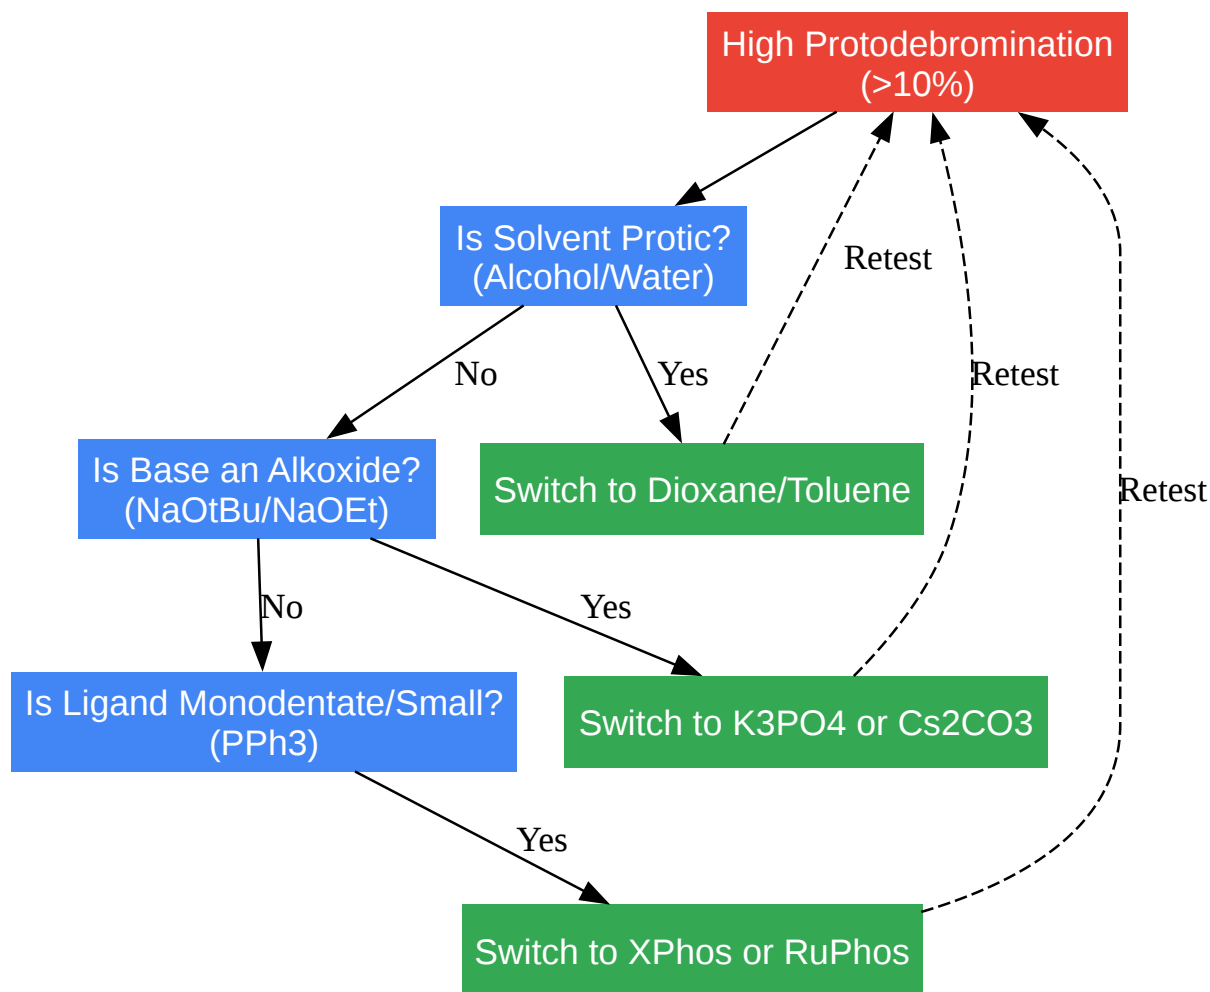 High Protodebromination
(>10%)
Is Solvent Protic?
(Alcohol/Water)
Retest
No
Yes
Retest
Is Base an Alkoxide?
(NaOtBu/NaOEt)
Switch to Dioxane/Toluene
Retest
No
Yes
Is Ligand Monodentate/Small?
(PPh3)
Switch to K3PO4 or Cs2CO3
Yes
Switch to XPhos or RuPhos